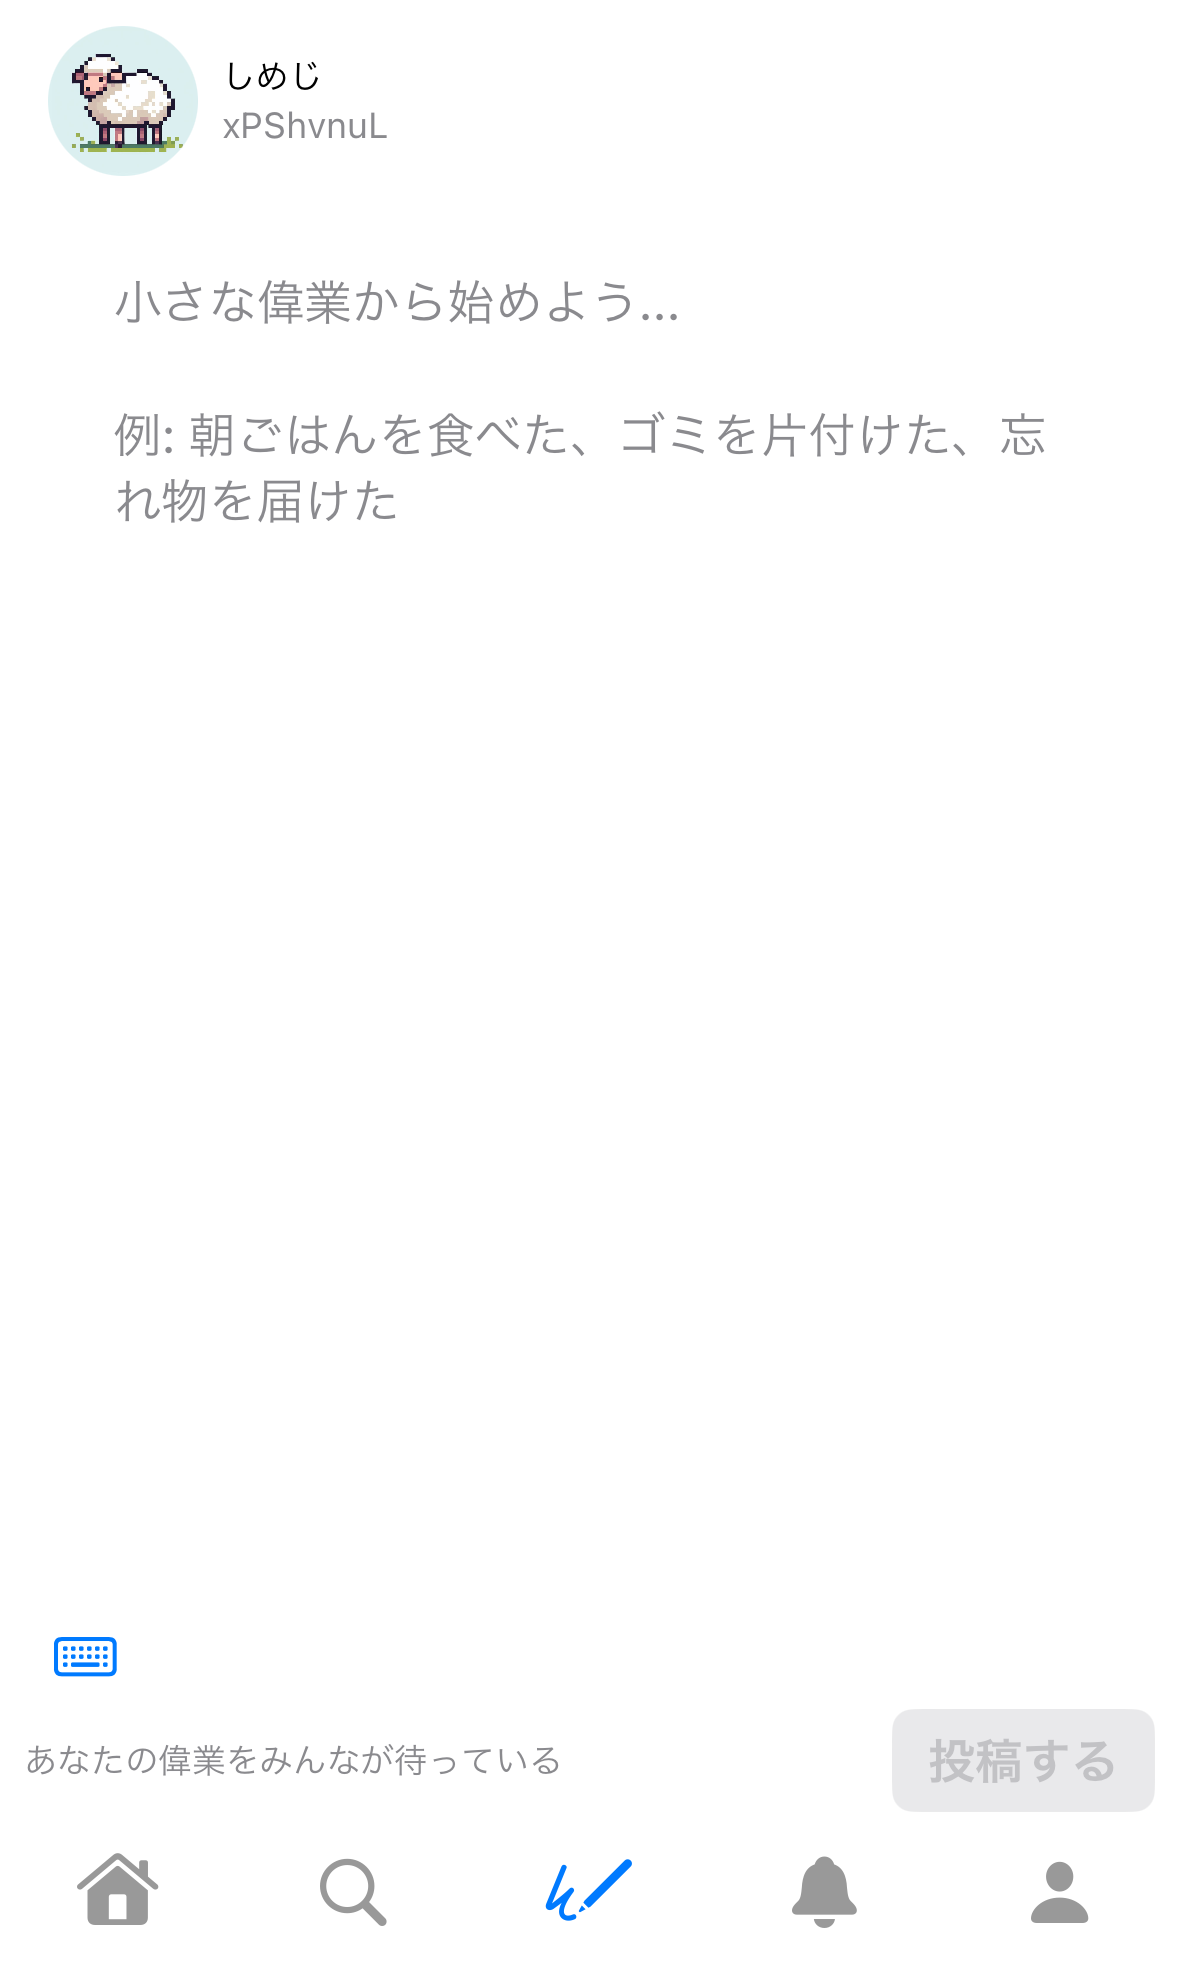 しめじ
xPShvnuL
小さな偉業から始めよう...
例: 朝ごはんを食べた、ゴミを片付けた、忘
れ物を届けた
あなたの偉業をみんなが待っている
投稿する